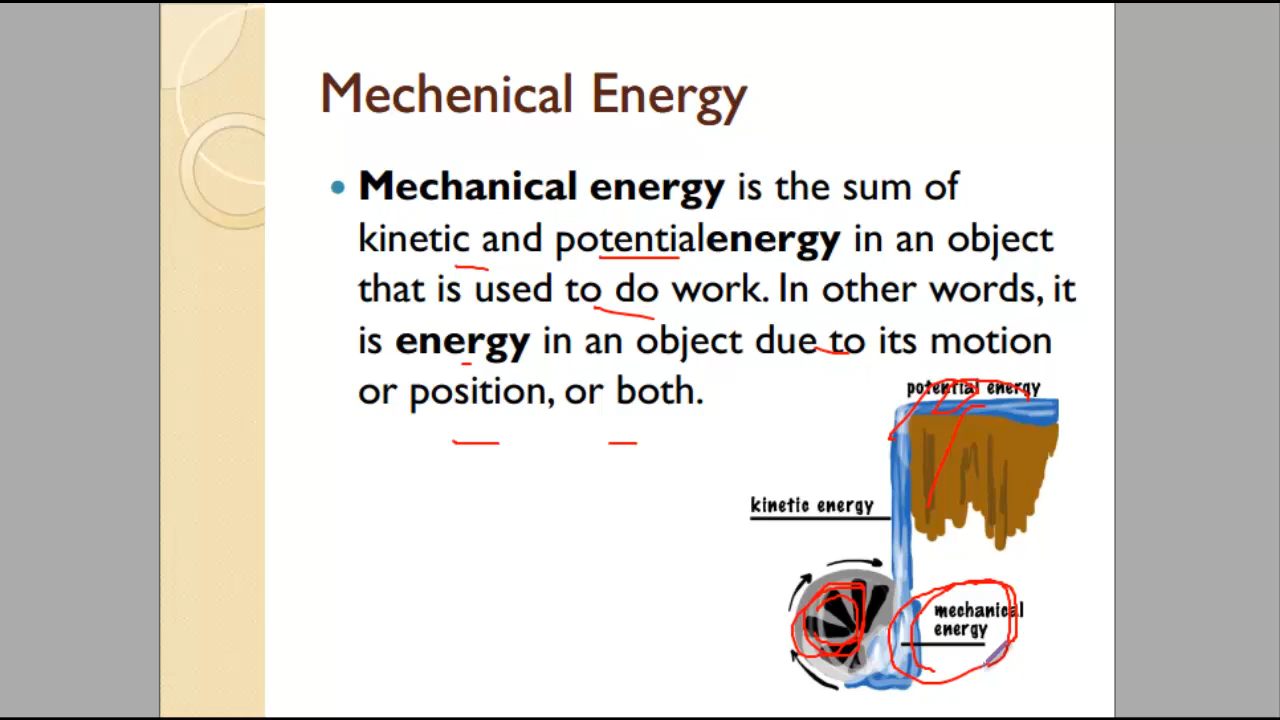 Mechenical Energy
• Mechanical energy is the sum of
kinetic and potentialenergy in an object
that is used to do work. In other words, it
is energy in an object due to its motion
or position, or both.
potential energy
kinetic energy
mechanical
energy